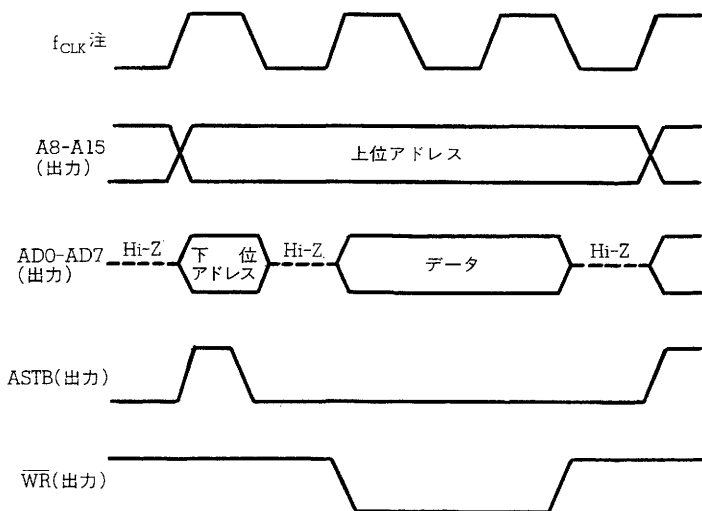 fCLK注
A8-A15
(出力)
上位アドレス
AD0-AD7
(出力)
Hi-Z
下 位
アドレス
Hi-Z
データ
Hi-Z
ASTB(出力)
WR(出力)